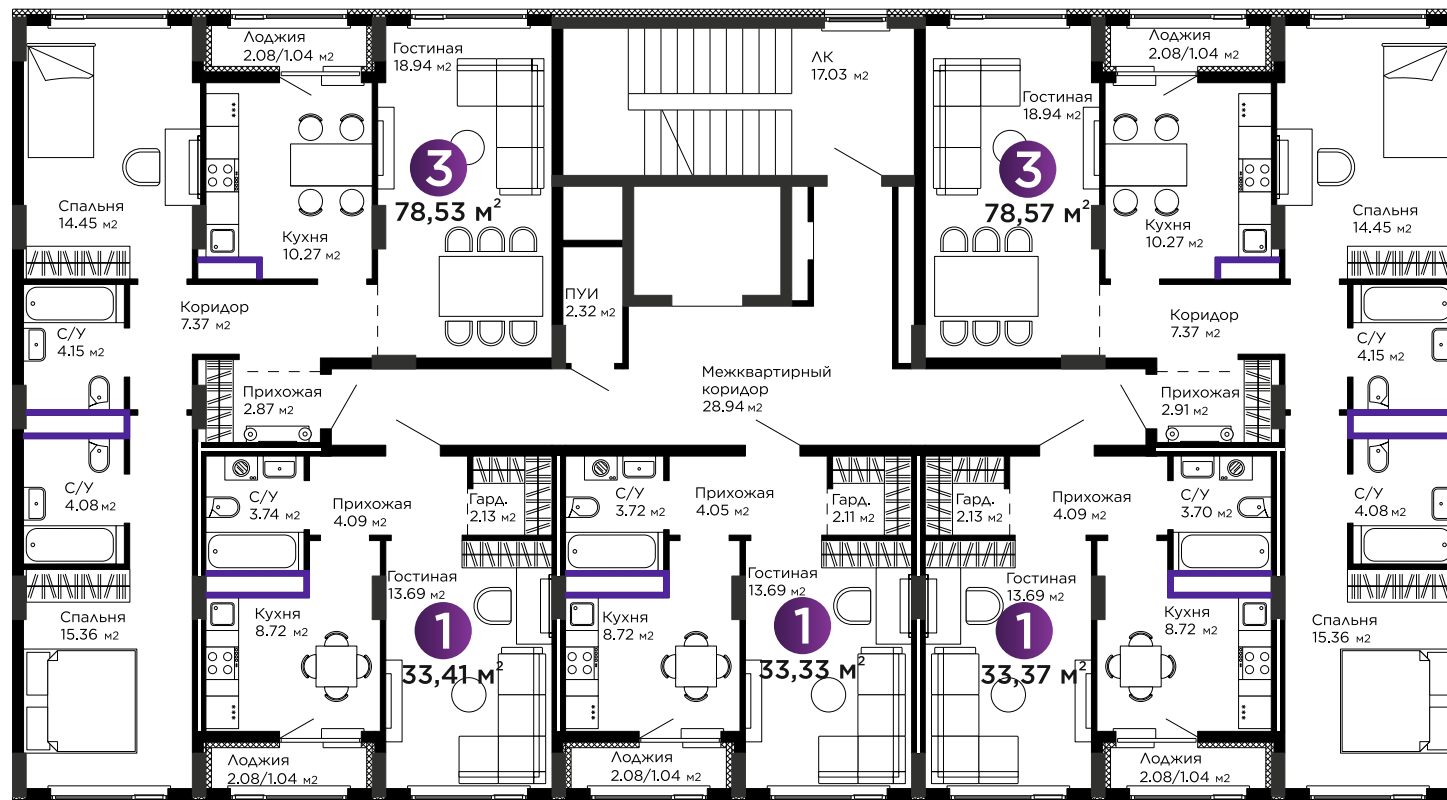 Лоджия
2.08/1.04 м2
Гостиная
18.94 м2
ЛК
17.03 м2
Лоджия
2.08/1.04 м2
Гостиная
18.94 м2
3
78,53 м²
3
78,57 м²
Спальня
14.45 м2
Кухня
10.27 м2
Кухня
10.27 м2
Спальня
14.45 м2
Коридор
7.37 м2
ПУИ
2.32 м2
Коридор
7.37 м2
С/У
4.15 м2
С/У
4.15 м2
Прихожая
2.87 м2
Межквартирный
коридор
28.94 м2
Прихожая
2.91 м2
С/У
4.08 м2
С/У
3.74 м2
Прихожая
4.09 м2
Гард.
2.13 м2
С/У
3.72 м2
Прихожая
4.05 м2
Гард.
2.11 м2
Гард.
2.13 м2
Прихожая
4.09 м2
С/У
3.70 м2
С/У
4.08 м2
Гостиная
13.69 м2
Гостиная
13.69 м2
Гостиная
13.69 м2
Спальня
15.36 м2
Кухня
8.72 м2
1
33,41 м²
Кухня
8.72 м2
1
33,33 м²
1
33,37 м²
Кухня
8.72 м2
Спальня
15.36 м2
Лоджия
2.08/1.04 м2
Лоджия
2.08/1.04 м2
Лоджия
2.08/1.04 м2